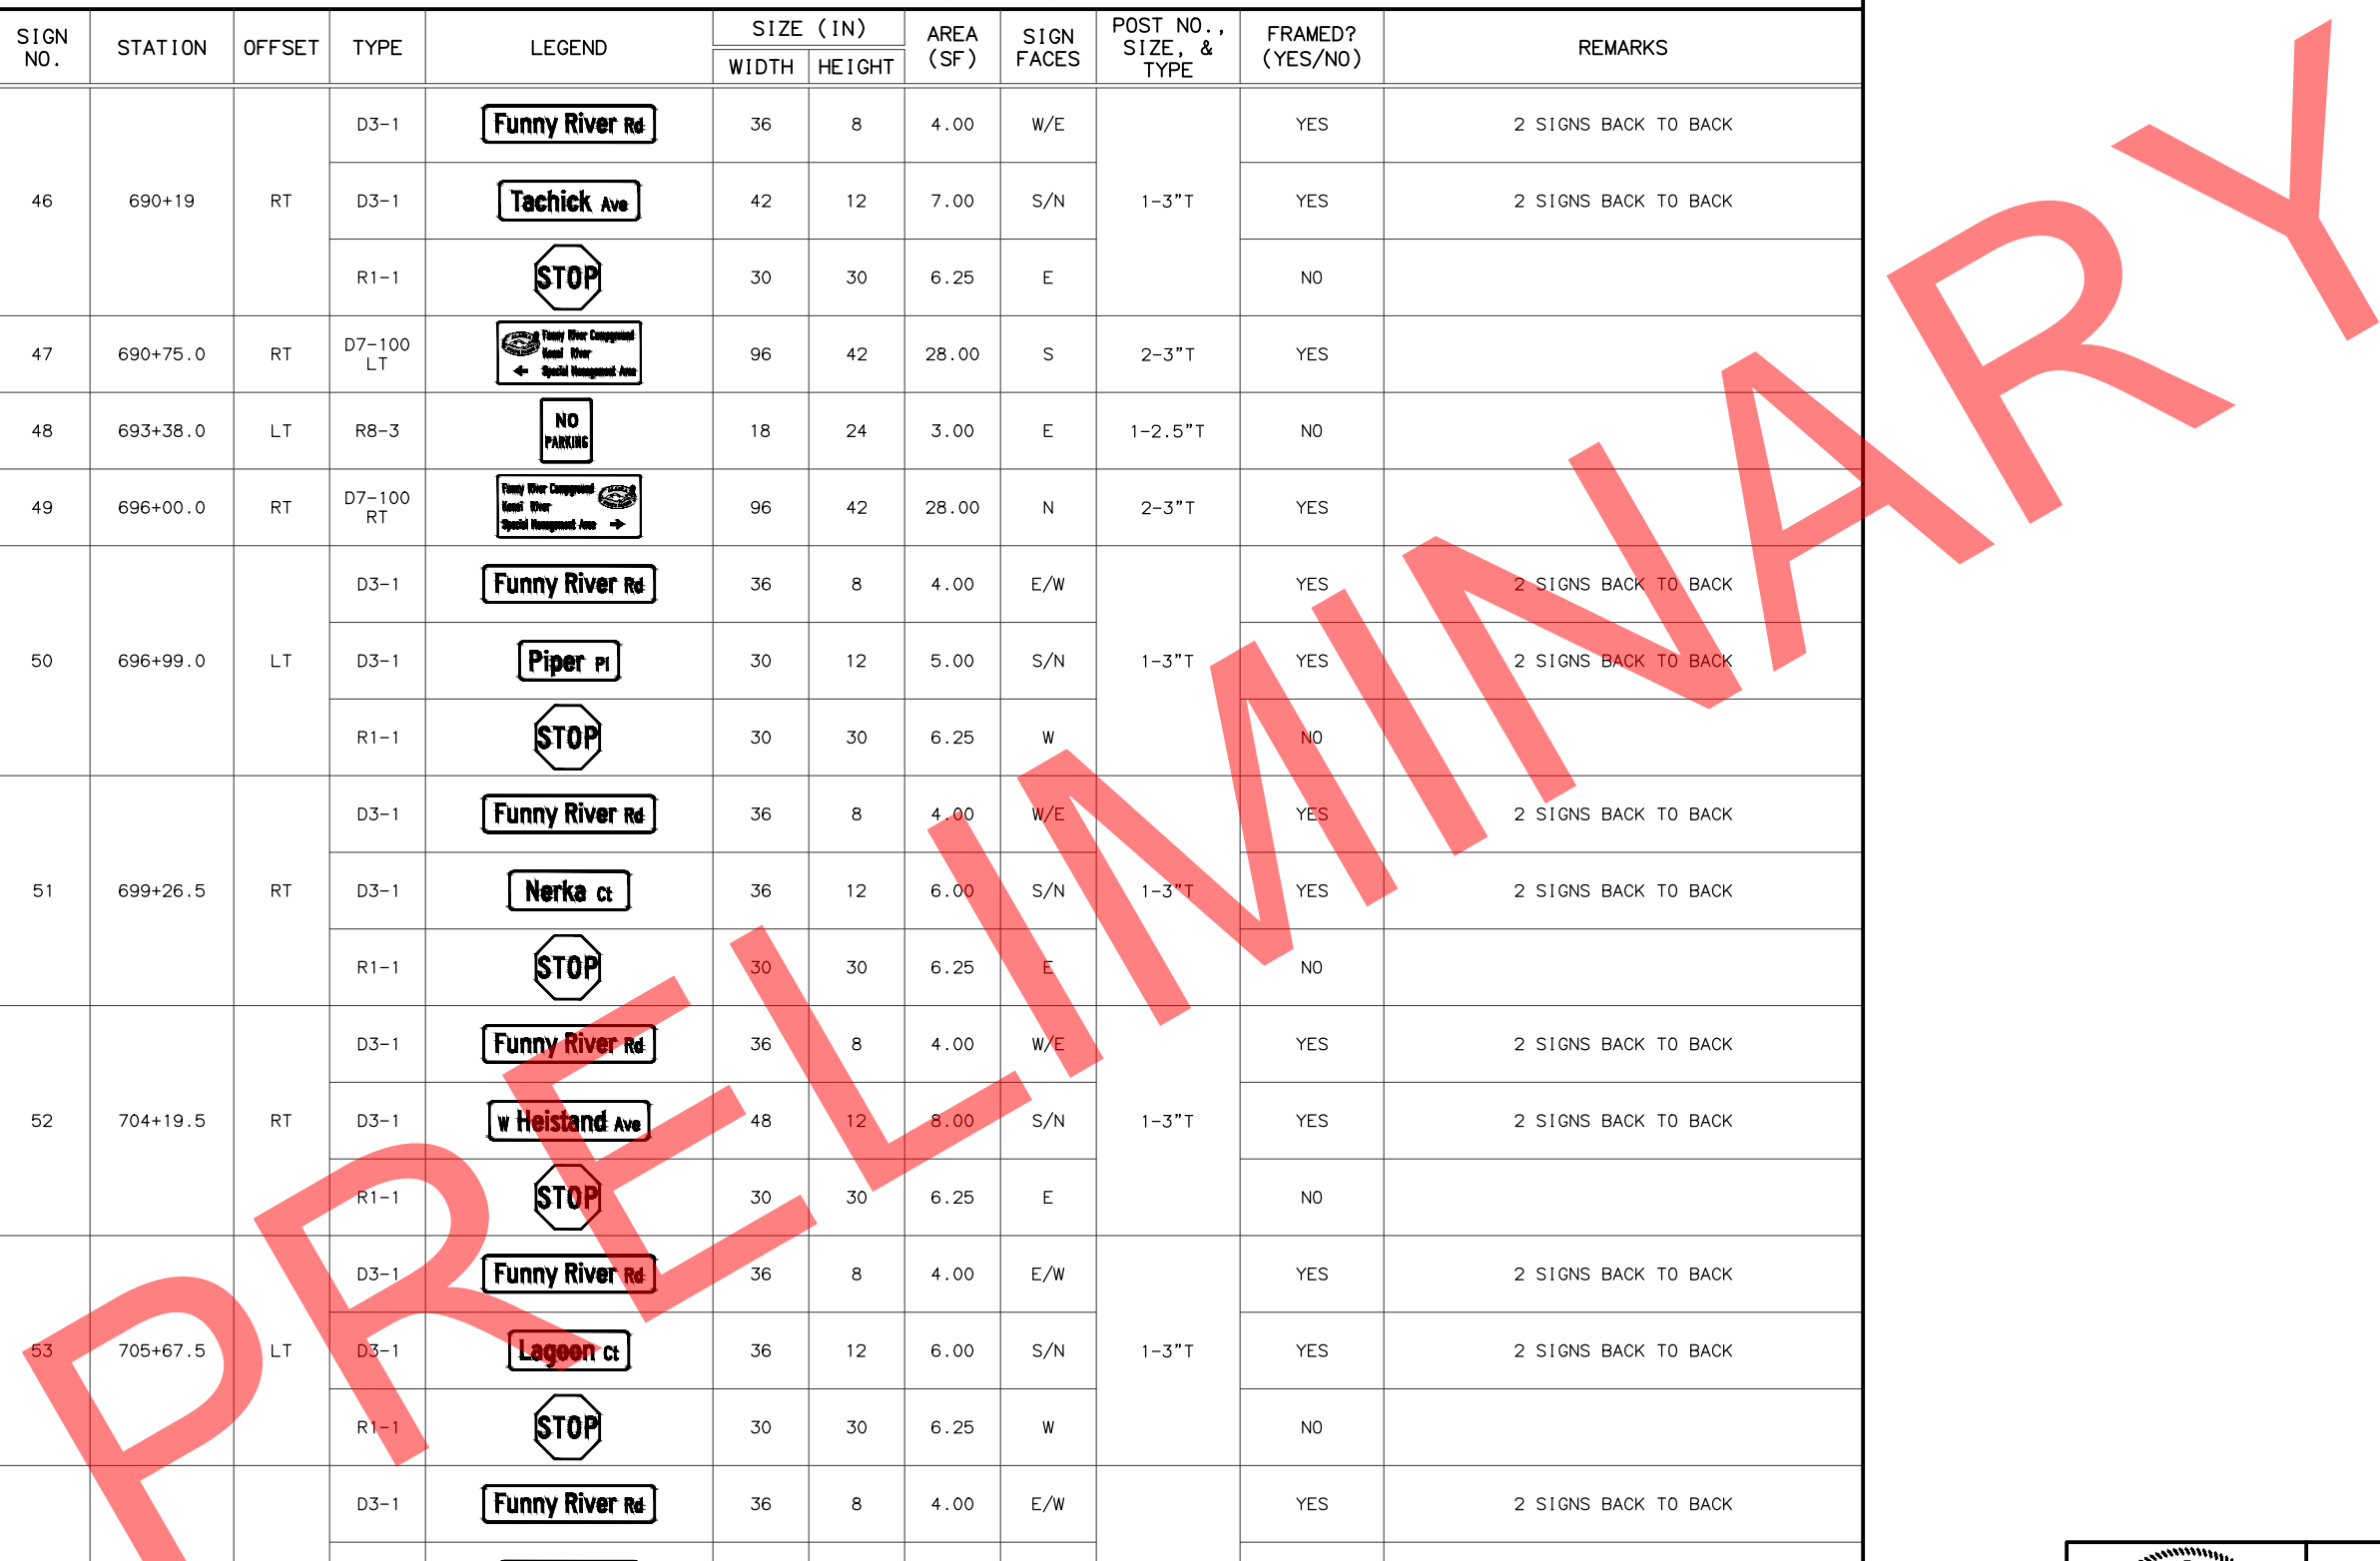 SIGN NO. STATION OFFSET TYPE LEGEND SIZE (IN) WIDTH HEIGHT AREA (SF) SIGN FACES POST NO., SIZE, & TYPE FRAMED? (YES/NO) REMARKS
D3-1 Funny River Rd 36 8 4.00 W/E YES 2 SIGNS BACK TO BACK
46 690+19 RT D3-1 Tachick Ave 42 12 7.00 S/N 1-3"T YES 2 SIGNS BACK TO BACK
R1-1 STOP 30 30 6.25 E NO
47 690+75.0 RT D7-100 LT Funny River Campground Kenai River ← Special Management Area 96 42 28.00 S 2-3"T YES
48 693+38.0 LT R8-3 NO PARKING 18 24 3.00 E 1-2.5"T NO
49 696+00.0 RT D7-100 RT Funny River Campground Kenai River Special Management Area → 96 42 28.00 N 2-3"T YES
D3-1 Funny River Rd 36 8 4.00 E/W YES 2 SIGNS BACK TO BACK
50 696+99.0 LT D3-1 Piper Pl 30 12 5.00 S/N 1-3"T YES 2 SIGNS BACK TO BACK
R1-1 STOP 30 30 6.25 W NO
D3-1 Funny River Rd 36 8 4.00 W/E YES 2 SIGNS BACK TO BACK
51 699+26.5 RT D3-1 Nerka Ct 36 12 6.00 S/N 1-3"T YES 2 SIGNS BACK TO BACK
R1-1 STOP 30 30 6.25 E NO
D3-1 Funny River Rd 36 8 4.00 W/E YES 2 SIGNS BACK TO BACK
52 704+19.5 RT D3-1 W Heistand Ave 48 12 8.00 S/N 1-3"T YES 2 SIGNS BACK TO BACK
R1-1 STOP 30 30 6.25 E NO
D3-1 Funny River Rd 36 8 4.00 E/W YES 2 SIGNS BACK TO BACK
53 705+67.5 LT D3-1 Lagoon Ct 36 12 6.00 S/N 1-3"T YES 2 SIGNS BACK TO BACK
R1-1 STOP 30 30 6.25 W NO
D3-1 Funny River Rd 36 8 4.00 E/W YES 2 SIGNS BACK TO BACK
PRELIMINARY